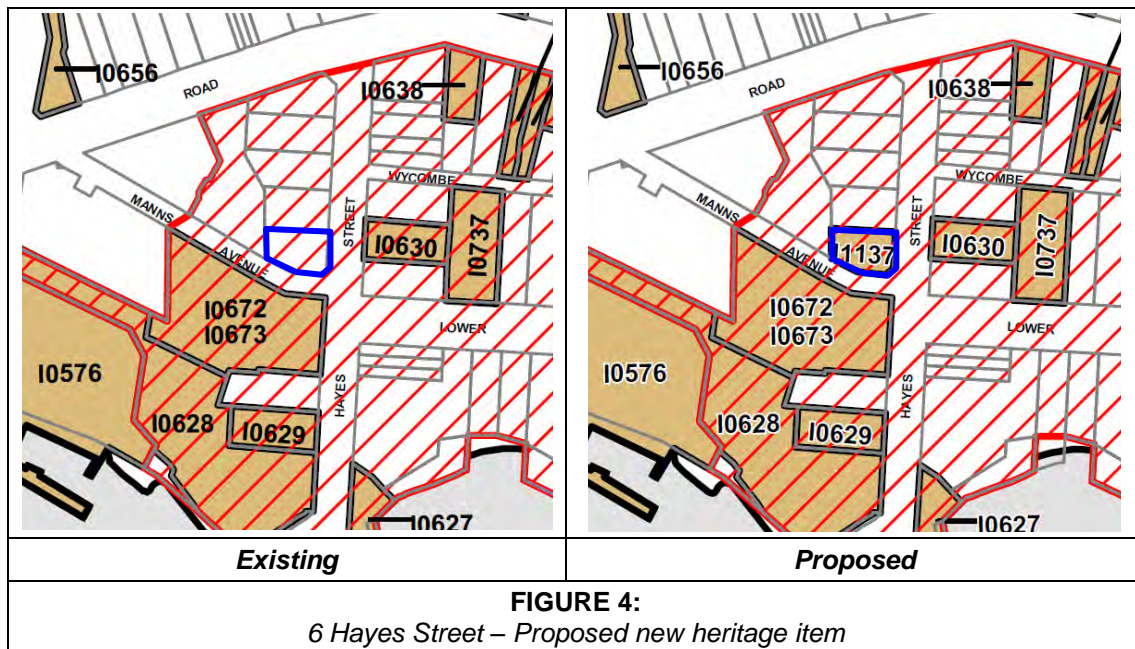 I0656
ROAD
I0638
WYCOMBE
MANNS
STREET
I0630
I0737
AVENUE
I0672
I0673
LOWER
I0576
HAYES
I0628
I0629
I0627
I0656
ROAD
I0638
WYCOMBE
MANNS
STREET
I1137
I0630
I0737
AVENUE
I0672
I0673
LOWER
I0576
HAYES
I0628
I0629
I0627
Existing
Proposed
FIGURE 4:
6 Hayes Street – Proposed new heritage item